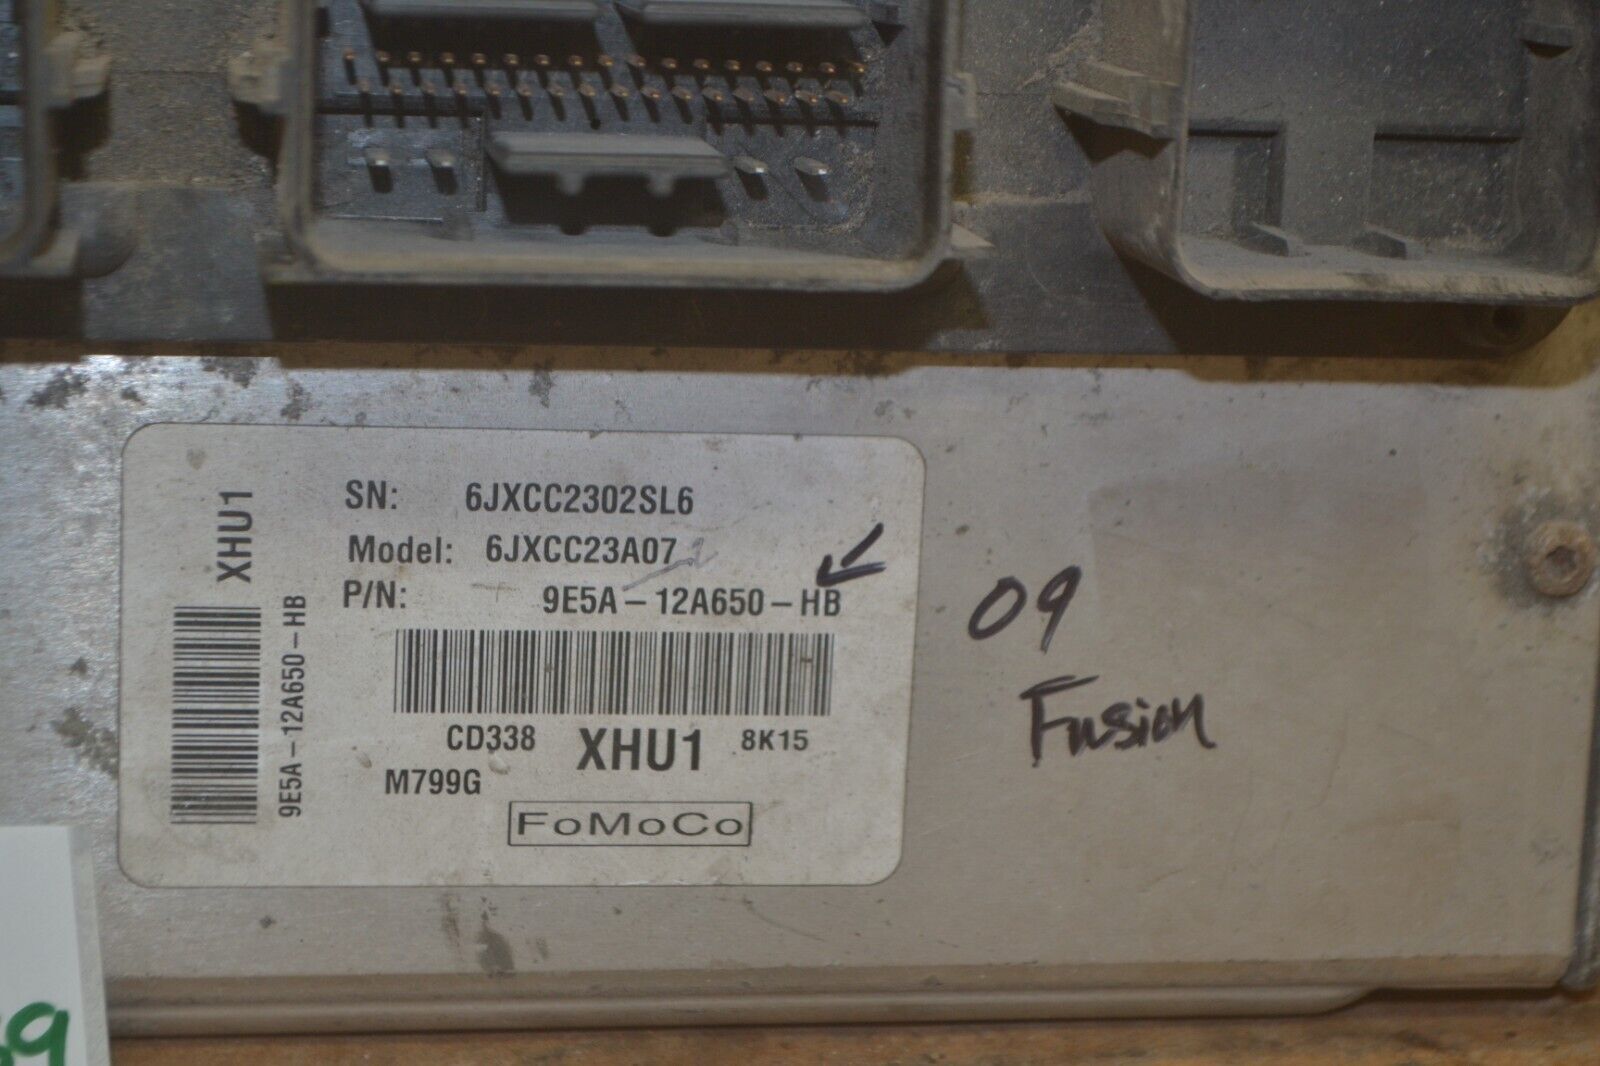 SN: 6JXCC2302SL6
Model: 6JXCC23A07
P/N: 9E5A-12A650-HB
XHU1
9E5A-12A650-HB
CD338 XHU1 8K15
M799G
FoMoCo
09
Fusion